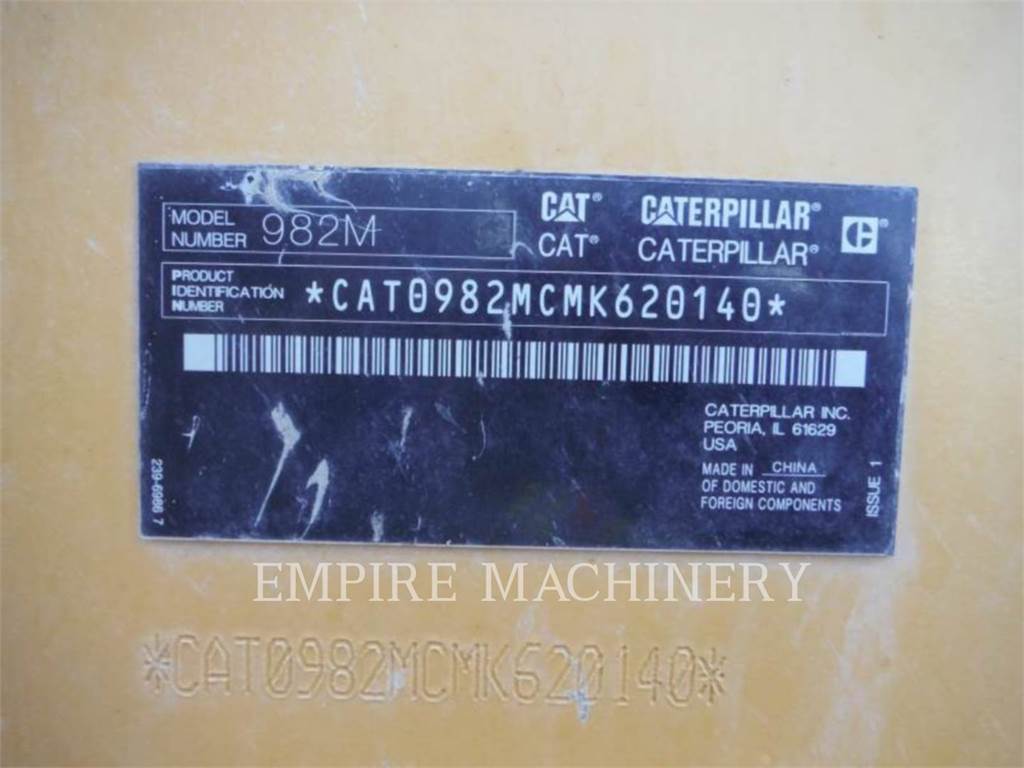 MODEL
NUMBER 982M
CAT® CATERPILLAR® C®
CAT® CATERPILLAR®
PRODUCT
IDENTIFICATION
NUMBER
*CAT0982MCMK620140*
CATERPILLAR INC.
PEORIA, IL 61629
USA
MADE IN CHINA
OF DOMESTIC AND
FOREIGN COMPONENTS
239-6986 7
ISSUE 1
EMPIRE MACHINERY
*CAT0982MCMK620140*